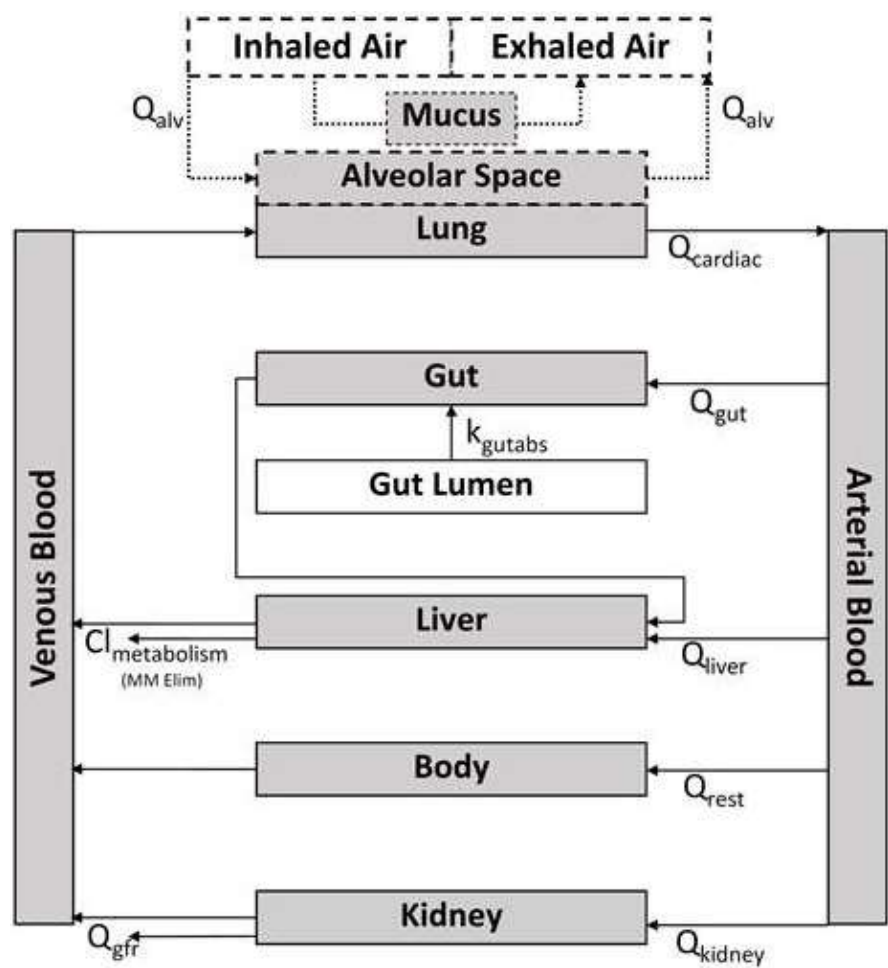 Inhaled Air
Exhaled Air
Q_alv
Mucus
Q_alv
Alveolar Space
Lung
Q_cardiac
Gut
Q_gut
k_gutabs
Gut Lumen
Venous Blood
Arterial Blood
Liver
Cl_metabolism
(MM Elim)
Q_liver
Body
Q_rest
Kidney
Q_gfr
Q_kidney